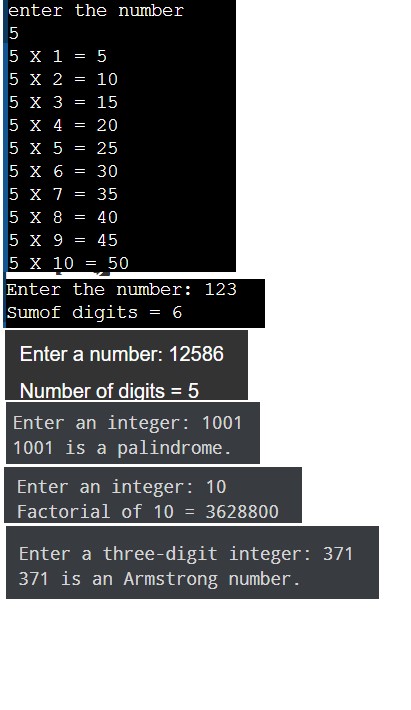 enter the number
5
5 X 1 = 5
5 X 2 = 10
5 X 3 = 15
5 X 4 = 20
5 X 5 = 25
5 X 6 = 30
5 X 7 = 35
5 X 8 = 40
5 X 9 = 45
5 X 10 = 50
Enter the number: 123
Sumof digits = 6
Enter a number: 12586
Number of digits = 5
Enter an integer: 1001
1001 is a palindrome.
Enter an integer: 10
Factorial of 10 = 3628800
Enter a three-digit integer: 371
371 is an Armstrong number.